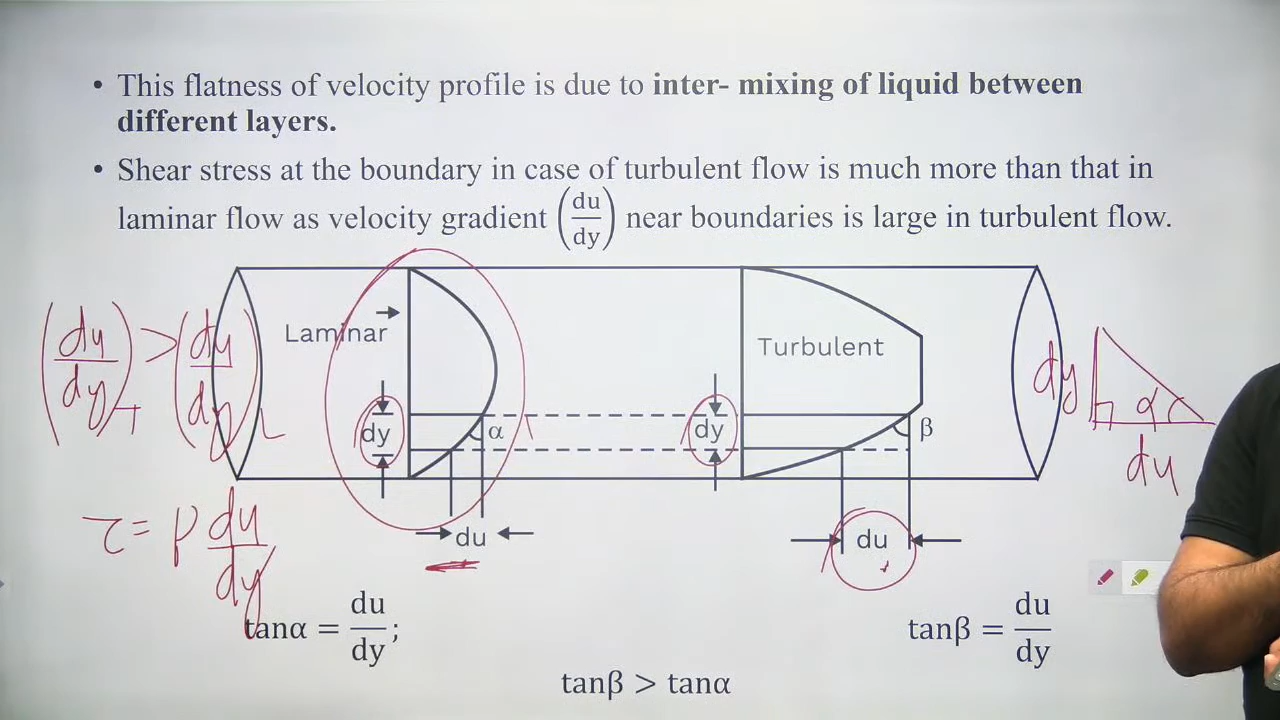 • This flatness of velocity profile is due to inter- mixing of liquid between
different layers.
• Shear stress at the boundary in case of turbulent flow is much more than that in
laminar flow as velocity gradient (du/dy) near boundaries is large in turbulent flow.
(du/dy)T > (du/dy)L
Laminar
Turbulent
dy
α
dy
β
dy
α
du
τ = μ du/dy
du
du
tanα = du/dy;
tanβ = du/dy
tanβ > tanα